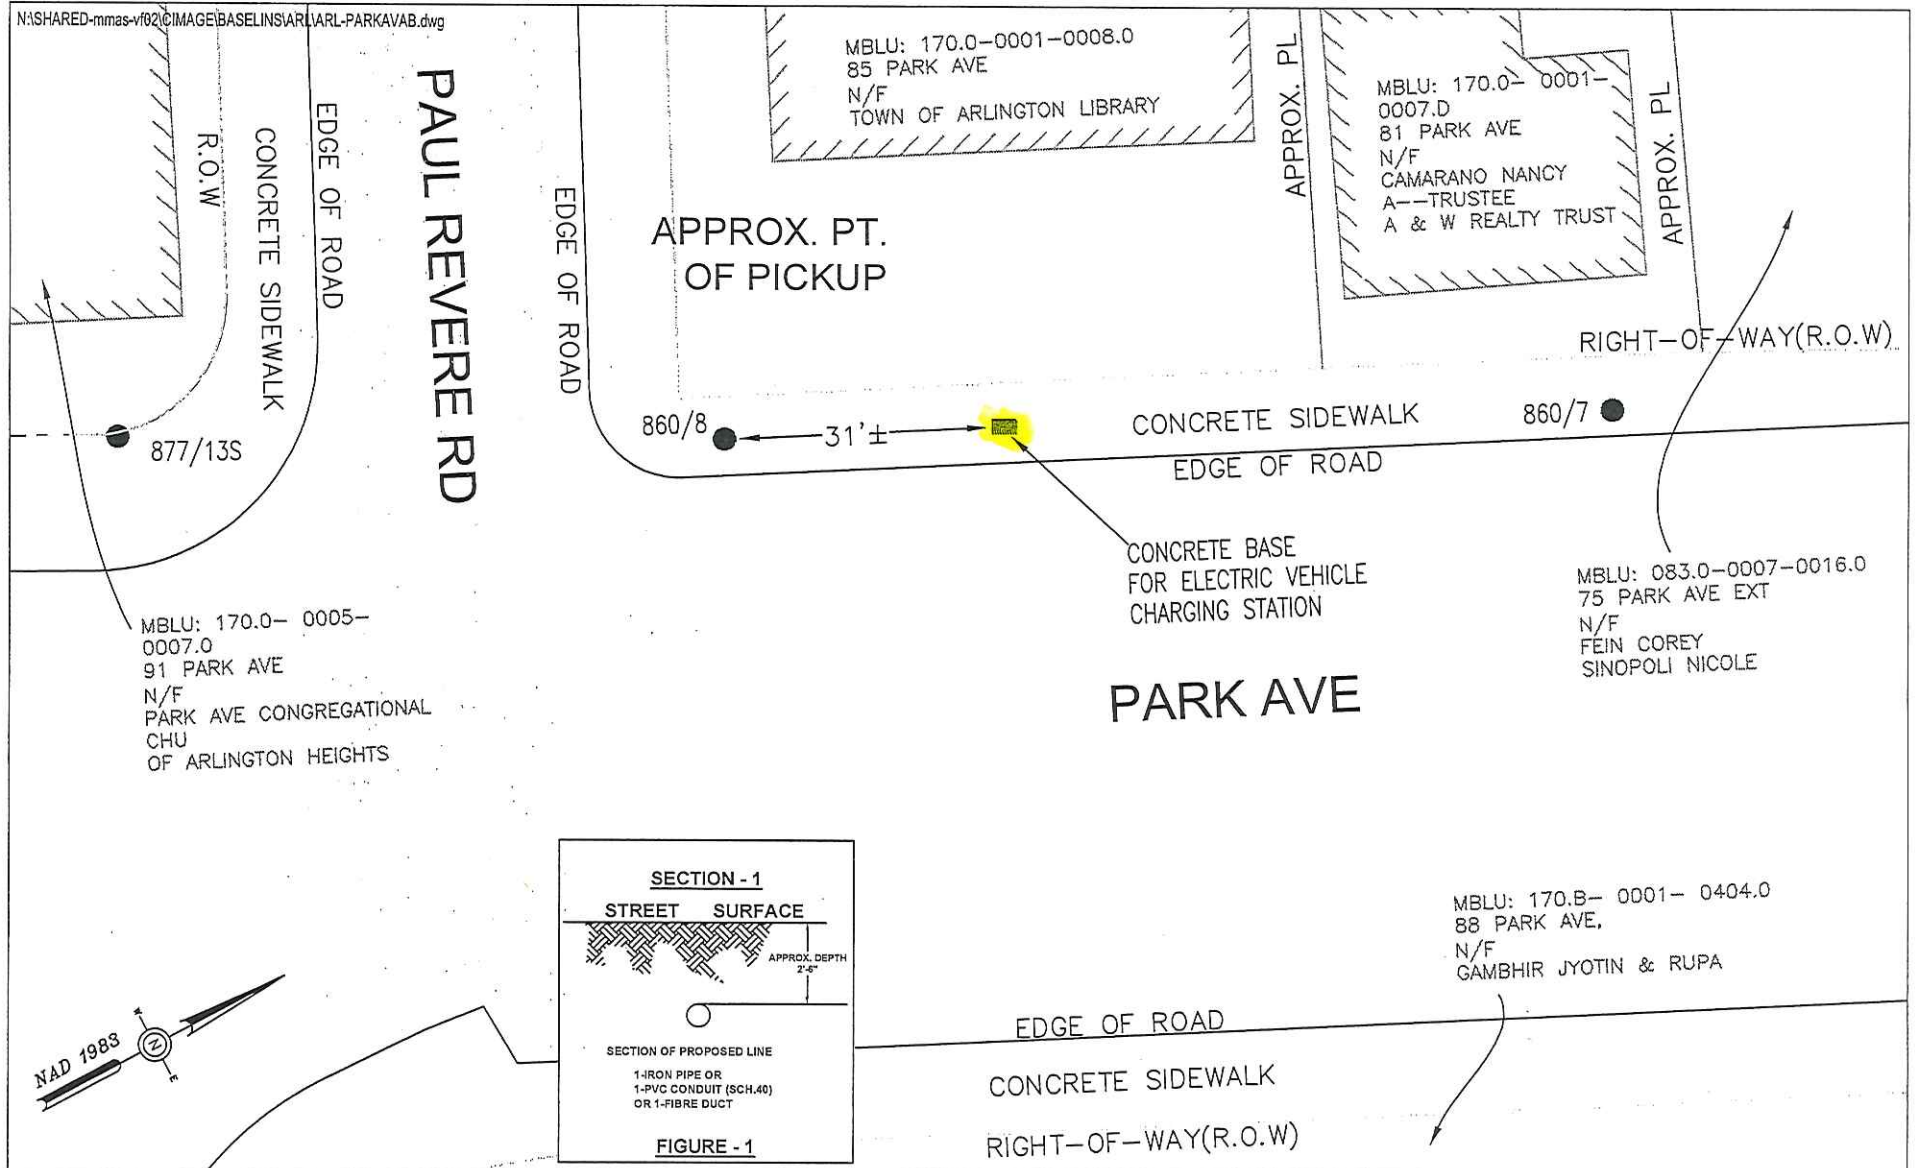 N:\SHARED-mmas-vf02\CIMAGE\BASELINS\ARL\ARL-PARKAVAB.dwg
MBLU: 170.0-0001-0008.0
85 PARK AVE
N/F
TOWN OF ARLINGTON LIBRARY
APPROX. PL
MBLU: 170.0- 0001-
0007.D
81 PARK AVE
N/F
CAMARANO NANCY
A--TRUSTEE
A & W REALTY TRUST
APPROX. PL
R.O.W
CONCRETE SIDEWALK
EDGE OF ROAD
PAUL REVERE RD
EDGE OF ROAD
APPROX. PT.
OF PICKUP
RIGHT-OF-WAY(R.O.W)
877/13S
860/8
31'±
CONCRETE SIDEWALK
860/7
EDGE OF ROAD
CONCRETE BASE
FOR ELECTRIC VEHICLE
CHARGING STATION
MBLU: 083.0-0007-0016.0
75 PARK AVE EXT
N/F
FEIN COREY
SINOPOLI NICOLE
MBLU: 170.0- 0005-
0007.0
91 PARK AVE
N/F
PARK AVE CONGREGATIONAL
CHU
OF ARLINGTON HEIGHTS
PARK AVE
SECTION - 1
STREET SURFACE
APPROX. DEPTH
2'-6"
SECTION OF PROPOSED LINE
1-IRON PIPE OR
1-PVC CONDUIT (SCH.40)
OR 1-FIBRE DUCT
FIGURE - 1
MBLU: 170.B- 0001- 0404.0
88 PARK AVE,
N/F
GAMBHIR JYOTIN & RUPA
NAD 1983
W
N
E
EDGE OF ROAD
CONCRETE SIDEWALK
RIGHT-OF-WAY(R.O.W)